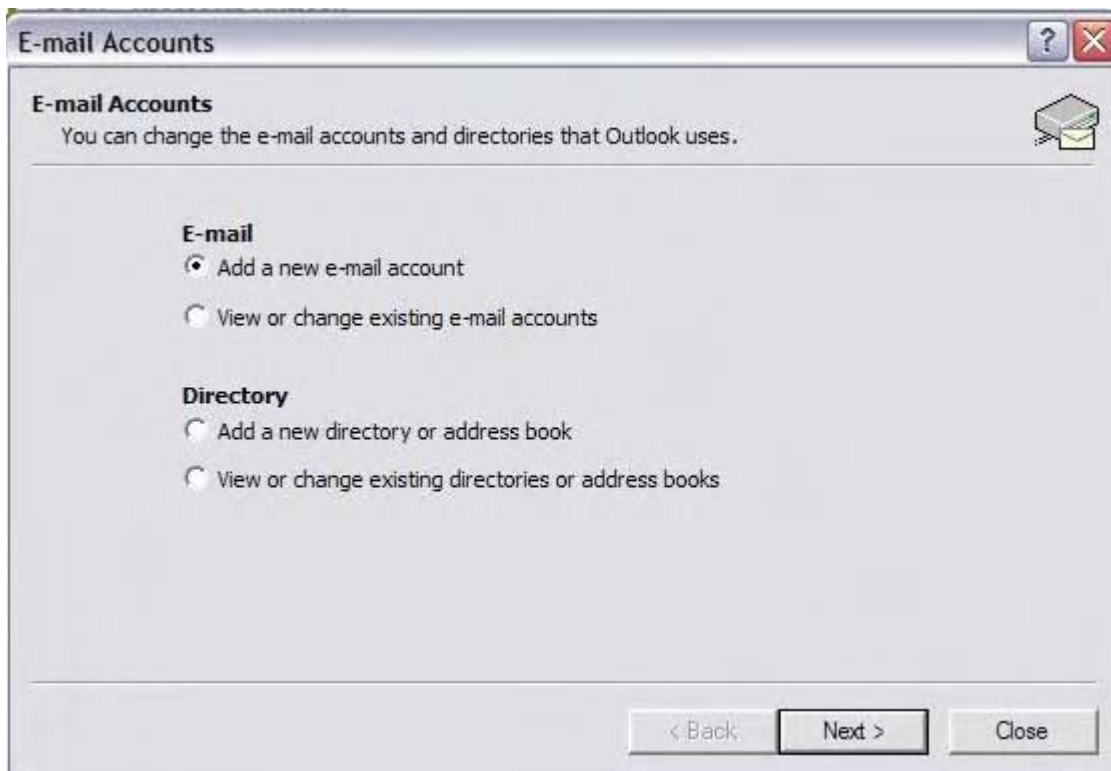 E-mail Accounts
?
E-mail Accounts
You can change the e-mail accounts and directories that Outlook uses.
E-mail
Add a new e-mail account
View or change existing e-mail accounts
Directory
Add a new directory or address book
View or change existing directories or address books
< Back Next > Close